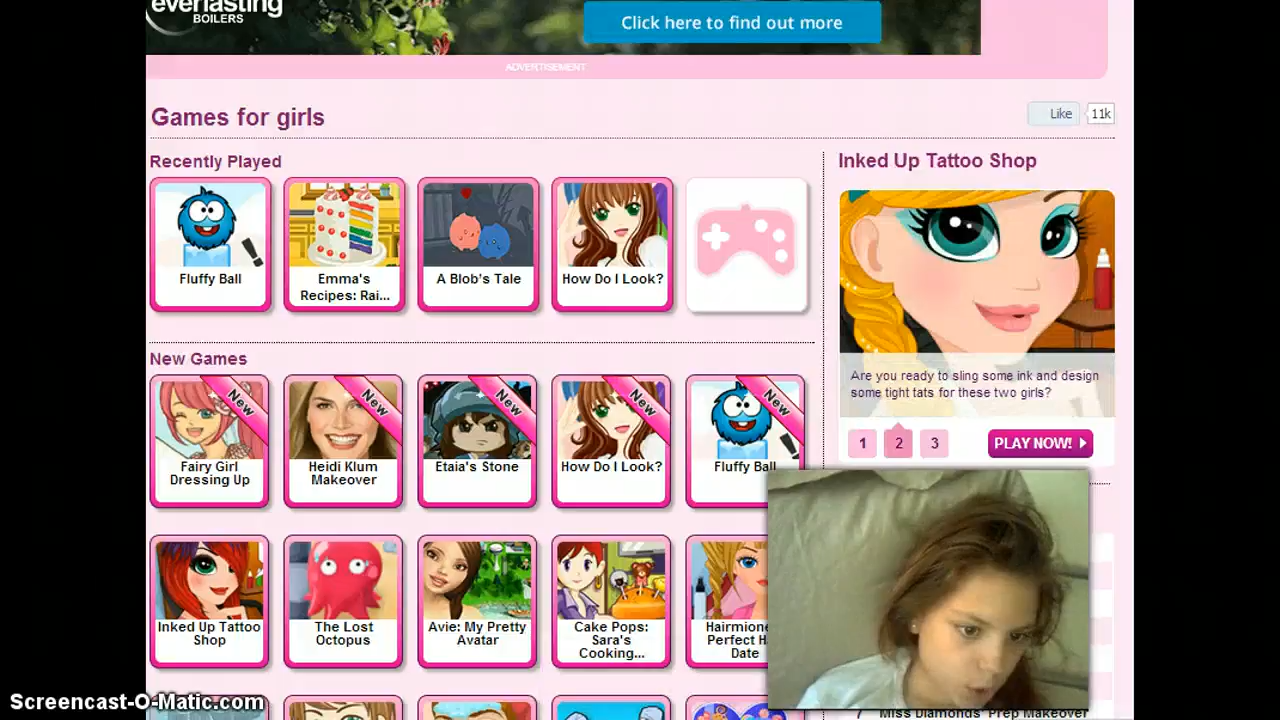 everlasting
BOILERS
Click here to find out more
ADVERTISEMENT
Games for girls
Like
11k
Recently Played
Inked Up Tattoo Shop
Fluffy Ball
Emma's
Recipes: Rai...
A Blob's Tale
How Do I Look?
Are you ready to sling some ink and design
some tight tats for these two girls?
1
2
3
PLAY NOW!
New Games
New
New
New
New
New
Fairy Girl
Dressing Up
Heidi Klum
Makeover
Etaia's Stone
How Do I Look?
Fluffy Ball
Inked Up Tattoo
Shop
The Lost
Octopus
Avie: My Pretty
Avatar
Cake Pops:
Sara's
Cooking...
Hairmione
Perfect
Date
Miss Diamonds' Prep Makeover
Screencast-O-Matic.com